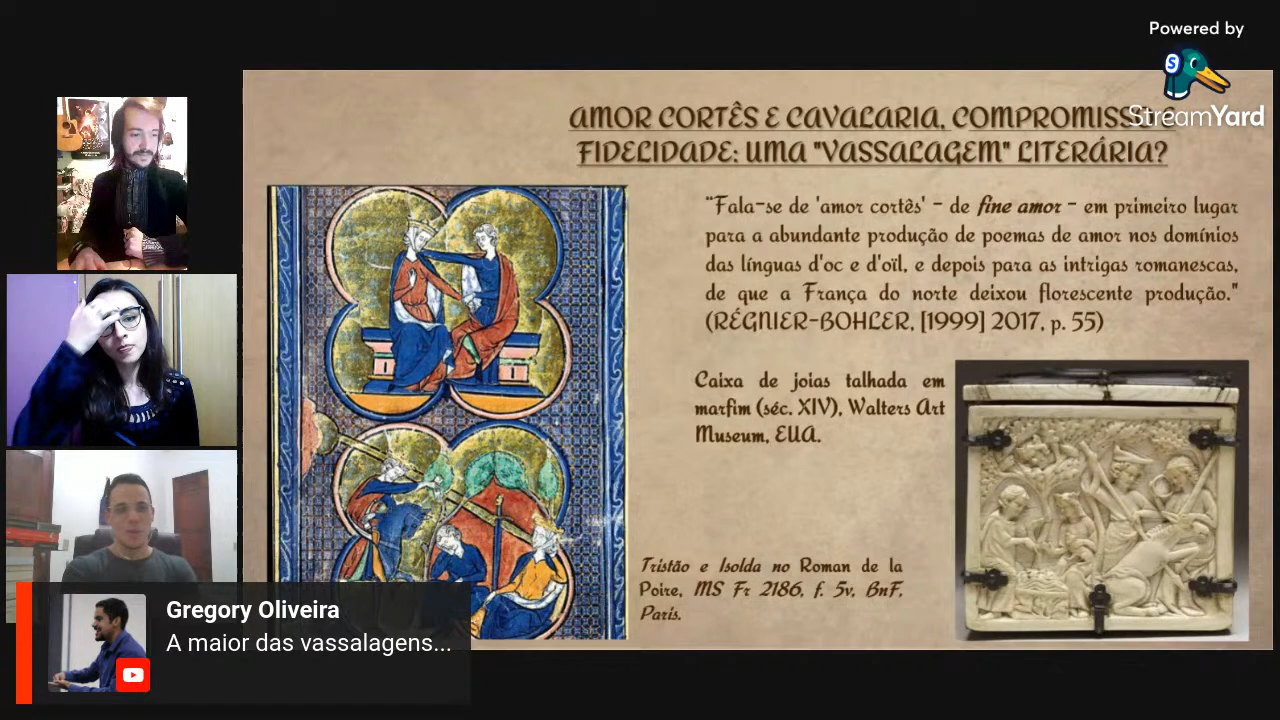 Powered by
StreamYard
AMOR CORTÊS E CAVALARIA, COMPROMISSO E
FIDELIDADE: UMA "VASSALAGEM" LITERÁRIA?
"Fala-se de 'amor cortês' - de fine amor - em primeiro lugar
para a abundante produção de poemas de amor nos domínios
das línguas d'oc e d'oïl, e depois para as intrigas romanescas,
de que a França do norte deixou florescente produção."
(RÉGNIER-BOHLER, [1999] 2017, p. 55)
Caixa de joias talhada em
marfim (séc. XIV), Walters Art
Museum, EUA.
Tristão e Isolda no Roman de la
Poire, MS Fr 2186, f. 5v, BnF,
Paris.
Gregory Oliveira
A maior das vassalagens...